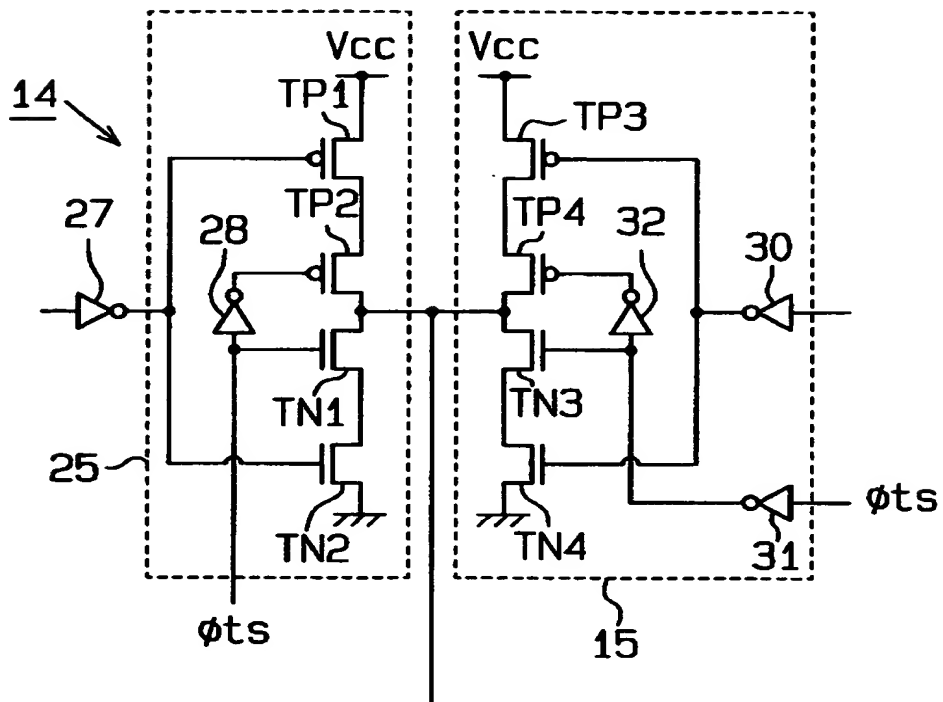 Vcc
Vcc
14
TP1
TP3
TP2
TP4
27
28
32
30
TN1
TN3
25
φts
TN2
TN4
31
φts
15